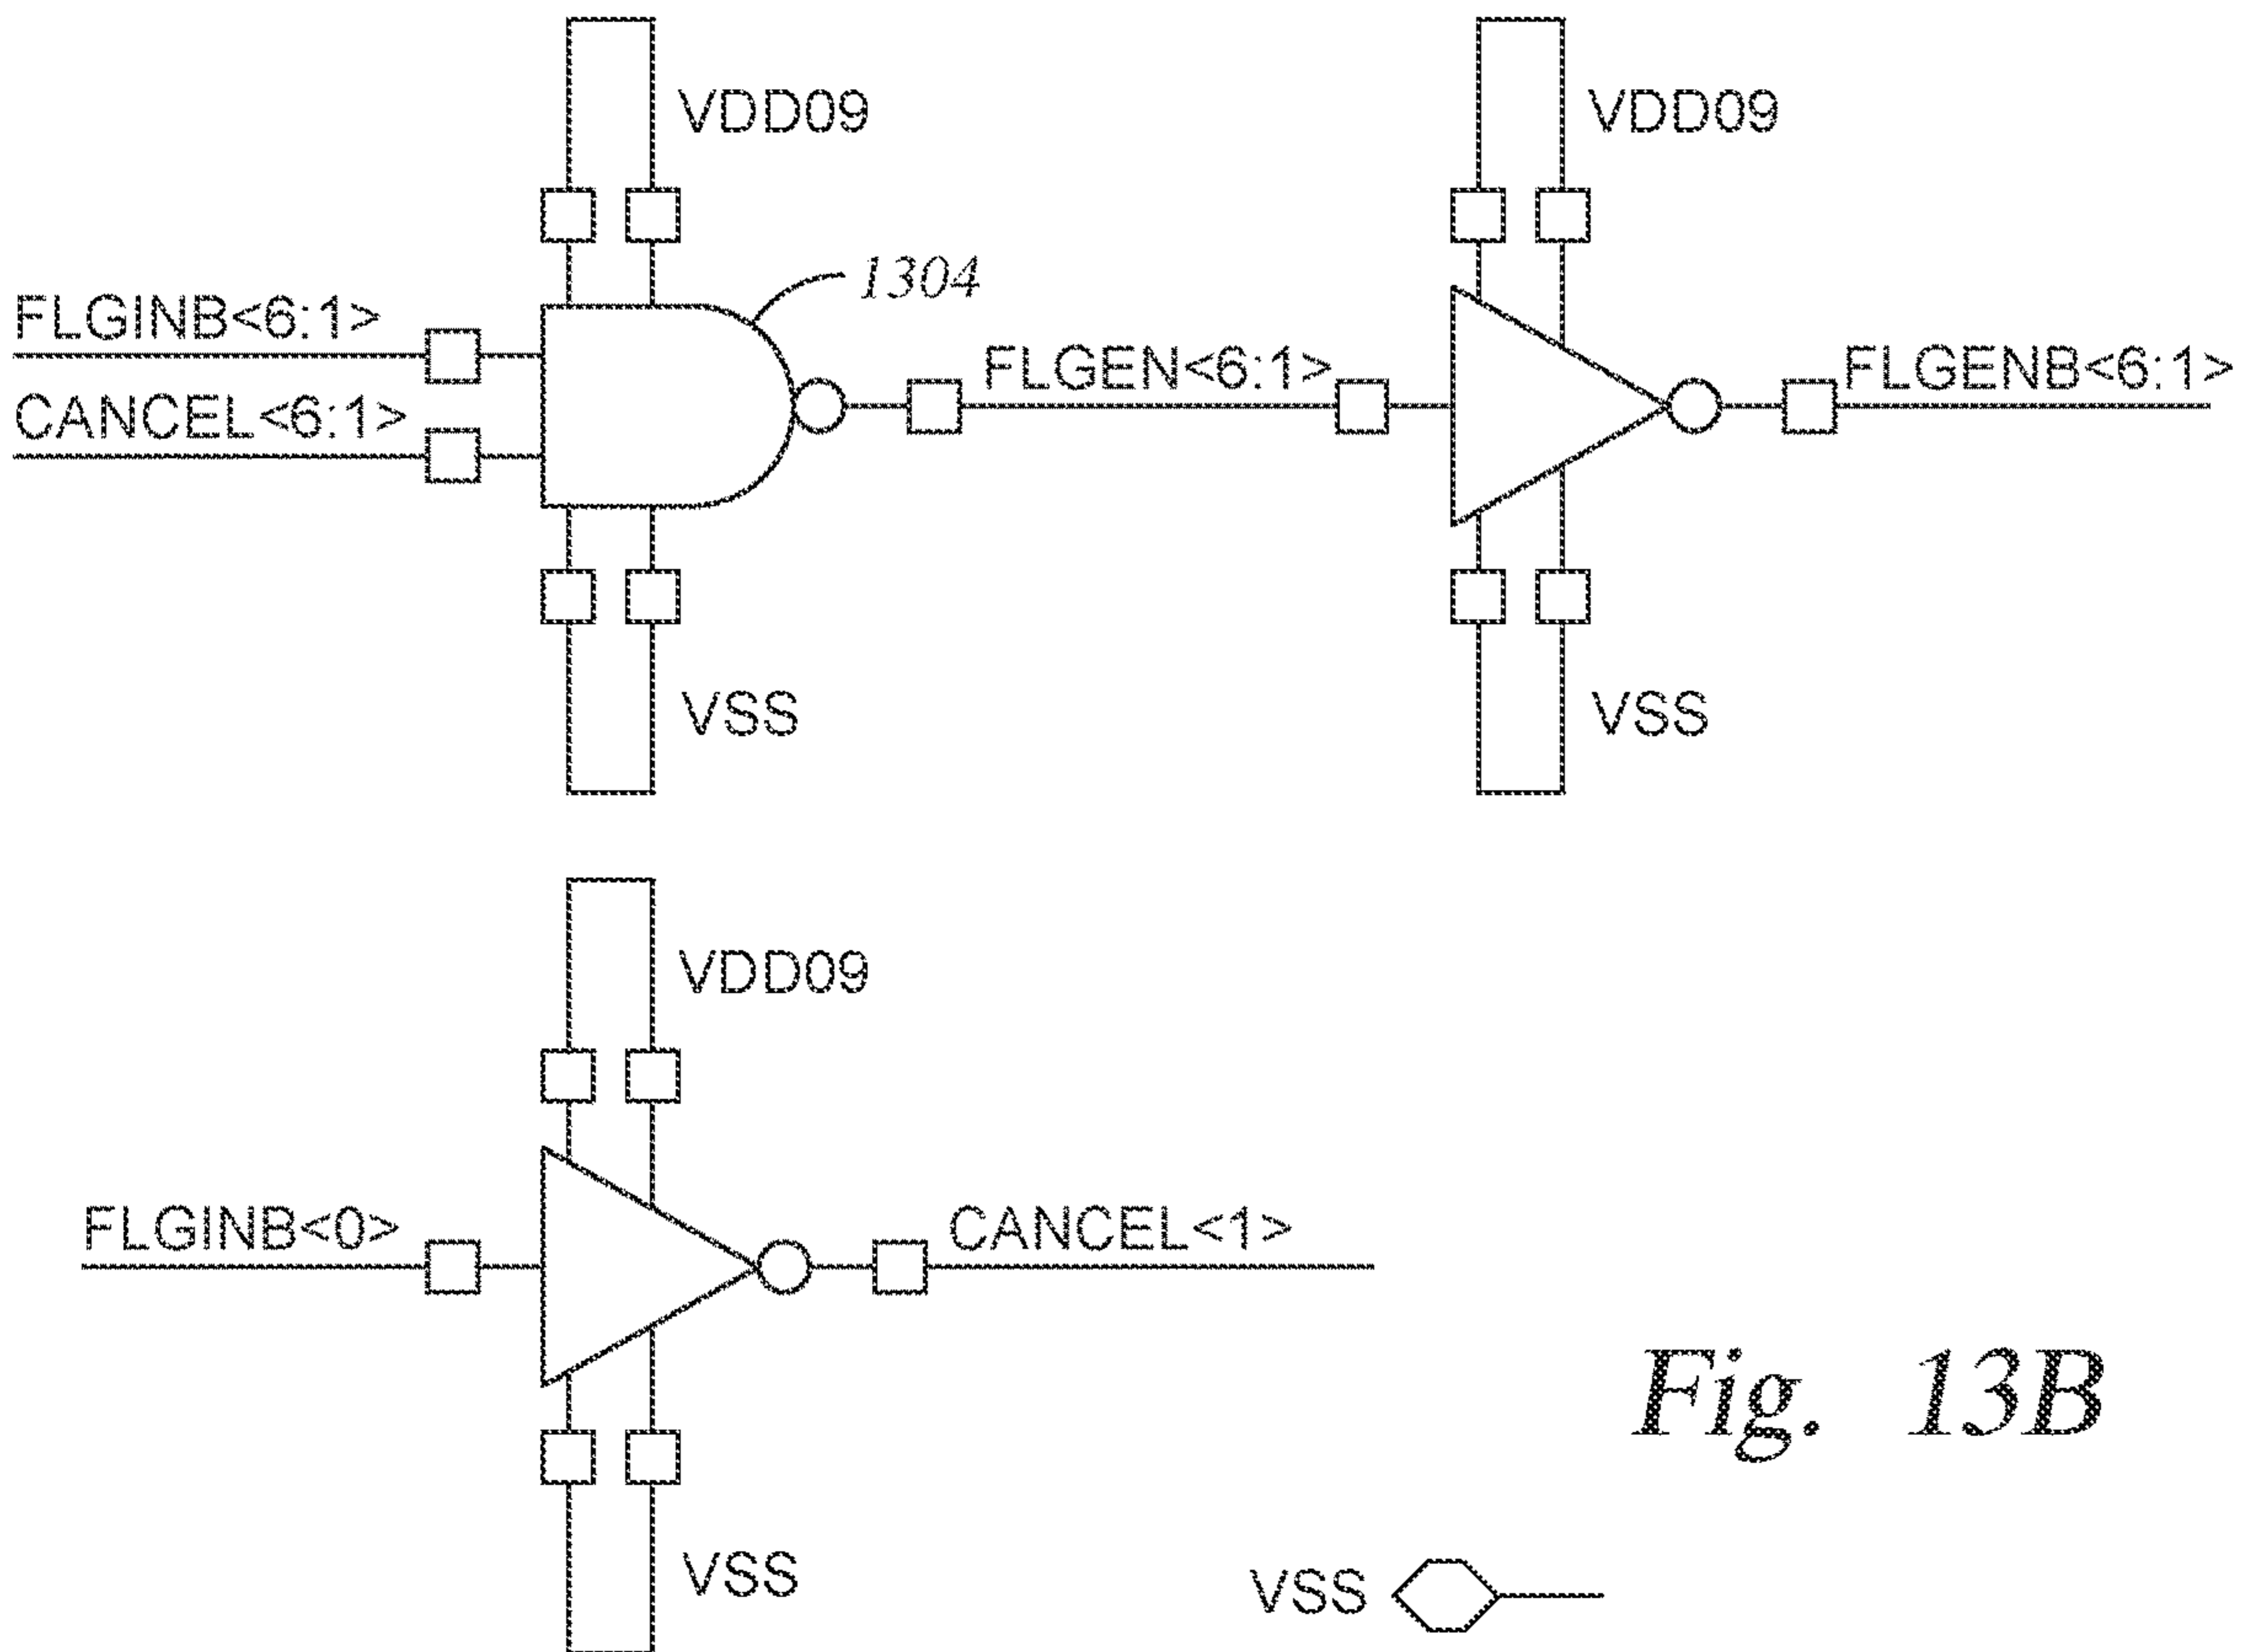 VDD09
VDD09
1304
FLGINB<6:1>
FLGEN<6:1>
FLGENB<6:1>
CANCEL<6:1>
VSS
VSS
VDD09
FLGINB<0>
CANCEL<1>
Fig. 13B
VSS
VSS